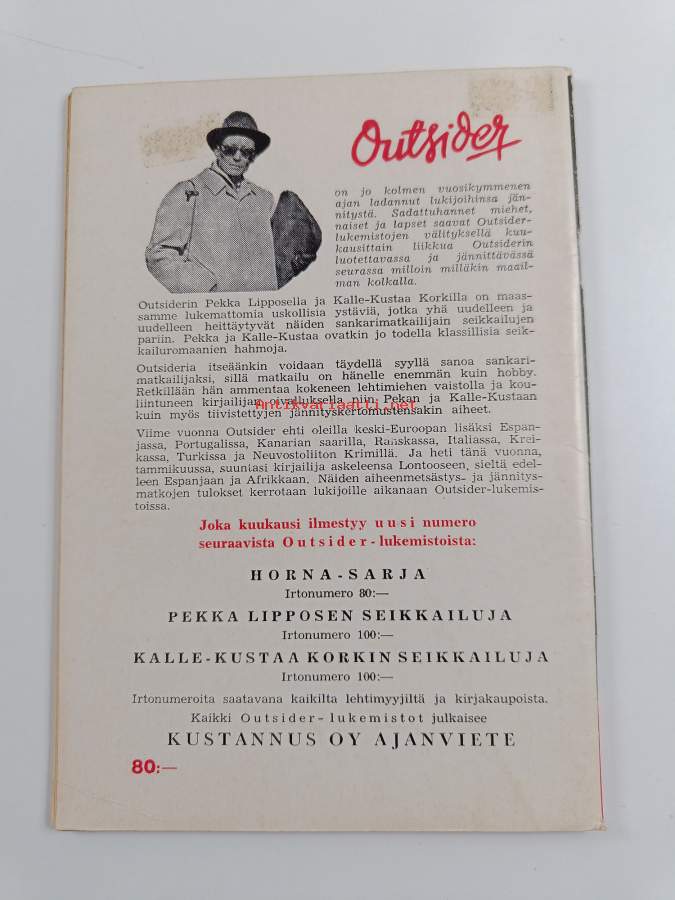 Outsider
on jo kolmen vuosikymmenen
ajan ladannut lukijoihinsa jän-
nitystä. Sadattuhannet miehet,
naiset ja lapset saavat Outsider-
lukemistojen välityksellä kuu-
kausittain liikkua Outsiderin
luotettavassa ja jännittävässä
seurassa milloin milläkin maail-
man kolkalla.
Outsiderin Pekka Lipposella ja Kalle-Kustaa Korkilla on maas-
samme lukemattomia uskollisia ystäviä, jotka yhä uudelleen ja
uudelleen heittäytyvät näiden sankarimatkailijain seikkailujen
pariin. Pekka ja Kalle-Kustaa ovatkin jo todella klassillisia seik-
kailuromaanien hahmoja.
Outsideria itseäänkin voidaan täydellä syyllä sanoa sankari-
matkailijaksi, sillä matkailu on hänelle enemmän kuin hobby.
Retkillään hän ammentaa kokeneen lehtimiehen vaistolla ja kou-
liintuneen kirjailijan oivalluksella niin Pekan ja Kalle-Kustaan
kuin myös tiivistettyjen jännityskertomustensakin aiheet.
Antikvariaatti.net
Viime vuonna Outsider ehti oleilla keski-Euroopan lisäksi Espan-
jassa, Portugalissa, Kanarian saarilla, Ranskassa, Italiassa, Krei-
kassa, Turkissa ja Neuvostoliiton Krimillä. Ja heti tänä vuonna,
tammikuussa, suuntasi kirjailija askeleensa Lontooseen, sieltä edel-
leen Espanjaan ja Afrikkaan. Näiden aiheenmetsästys- ja jännitys-
matkojen tulokset kerrotaan lukijoille aikanaan Outsider-lukemis-
toissa.
Joka kuukausi ilmestyy uusi numero
seuraavista Outsider-lukemistoista:
HORNA-SARJA
Irtonumero 80:—
PEKKA LIPPOSEN SEIKKAILUJA
Irtonumero 100:—
KALLE-KUSTAA KORKIN SEIKKAILUJA
Irtonumero 100:—
Irtonumeroita saatavana kaikilta lehtimyyjiltä ja kirjakaupoista.
Kaikki Outsider-lukemistot julkaisee
KUSTANNUS OY AJANVIETE
80:—